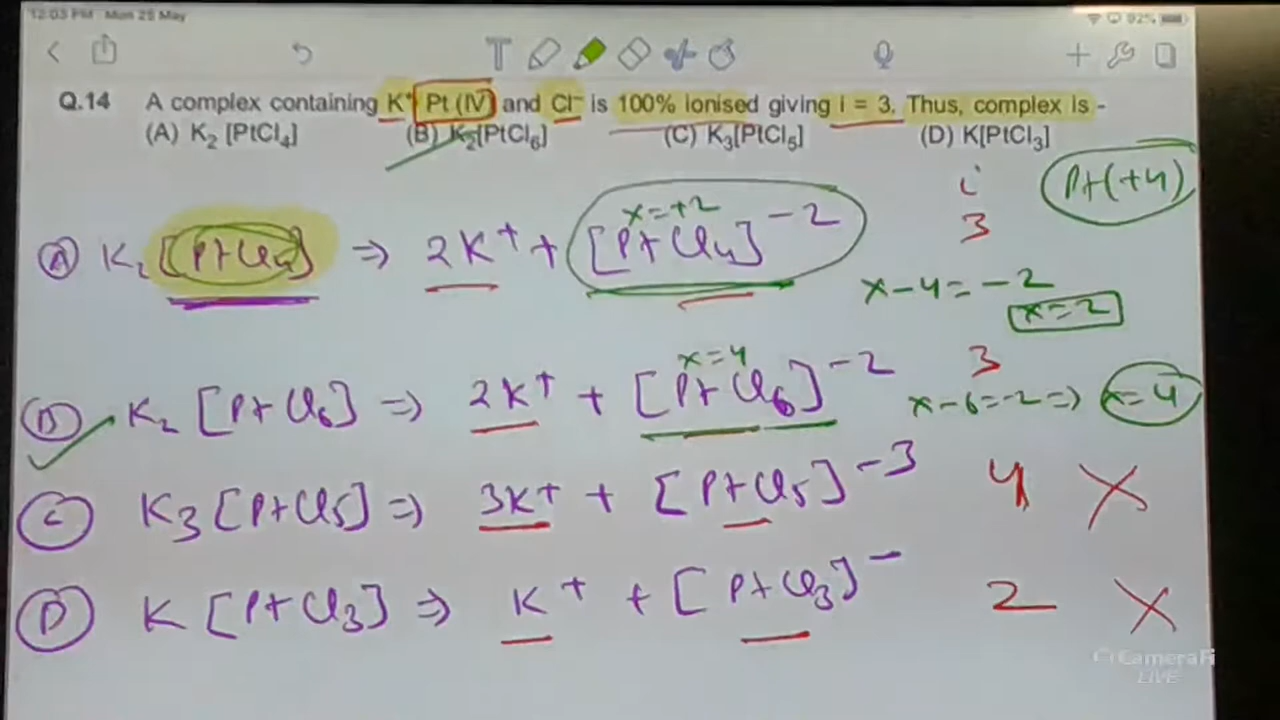 12:03 PM Mon 25 May
92%
T
Q.14 A complex containing K⁺ Pt (IV) and Cl⁻ is 100% ionised giving i = 3. Thus, complex is -
(A) K₂ [PtCl₄] (B) K₂[PtCl₆] (C) K₃[PtCl₅] (D) K[PtCl₃]
i Pt(+4)
x=+2
(A) K₂ [PtCl₄] ⇒ 2K⁺ + [PtCl₄]⁻² 3
x-4=-2
x=2
x=4
(B) K₂ [PtCl₆] ⇒ 2K⁺ + [PtCl₆]⁻² 3
x-6=-2 ⇒ x=4
(C) K₃ [PtCl₅] ⇒ 3K⁺ + [PtCl₅]⁻³ 4 ×
(D) K [PtCl₃] ⇒ K⁺ + [PtCl₃]⁻ 2 ×
CameraFi
LIVE